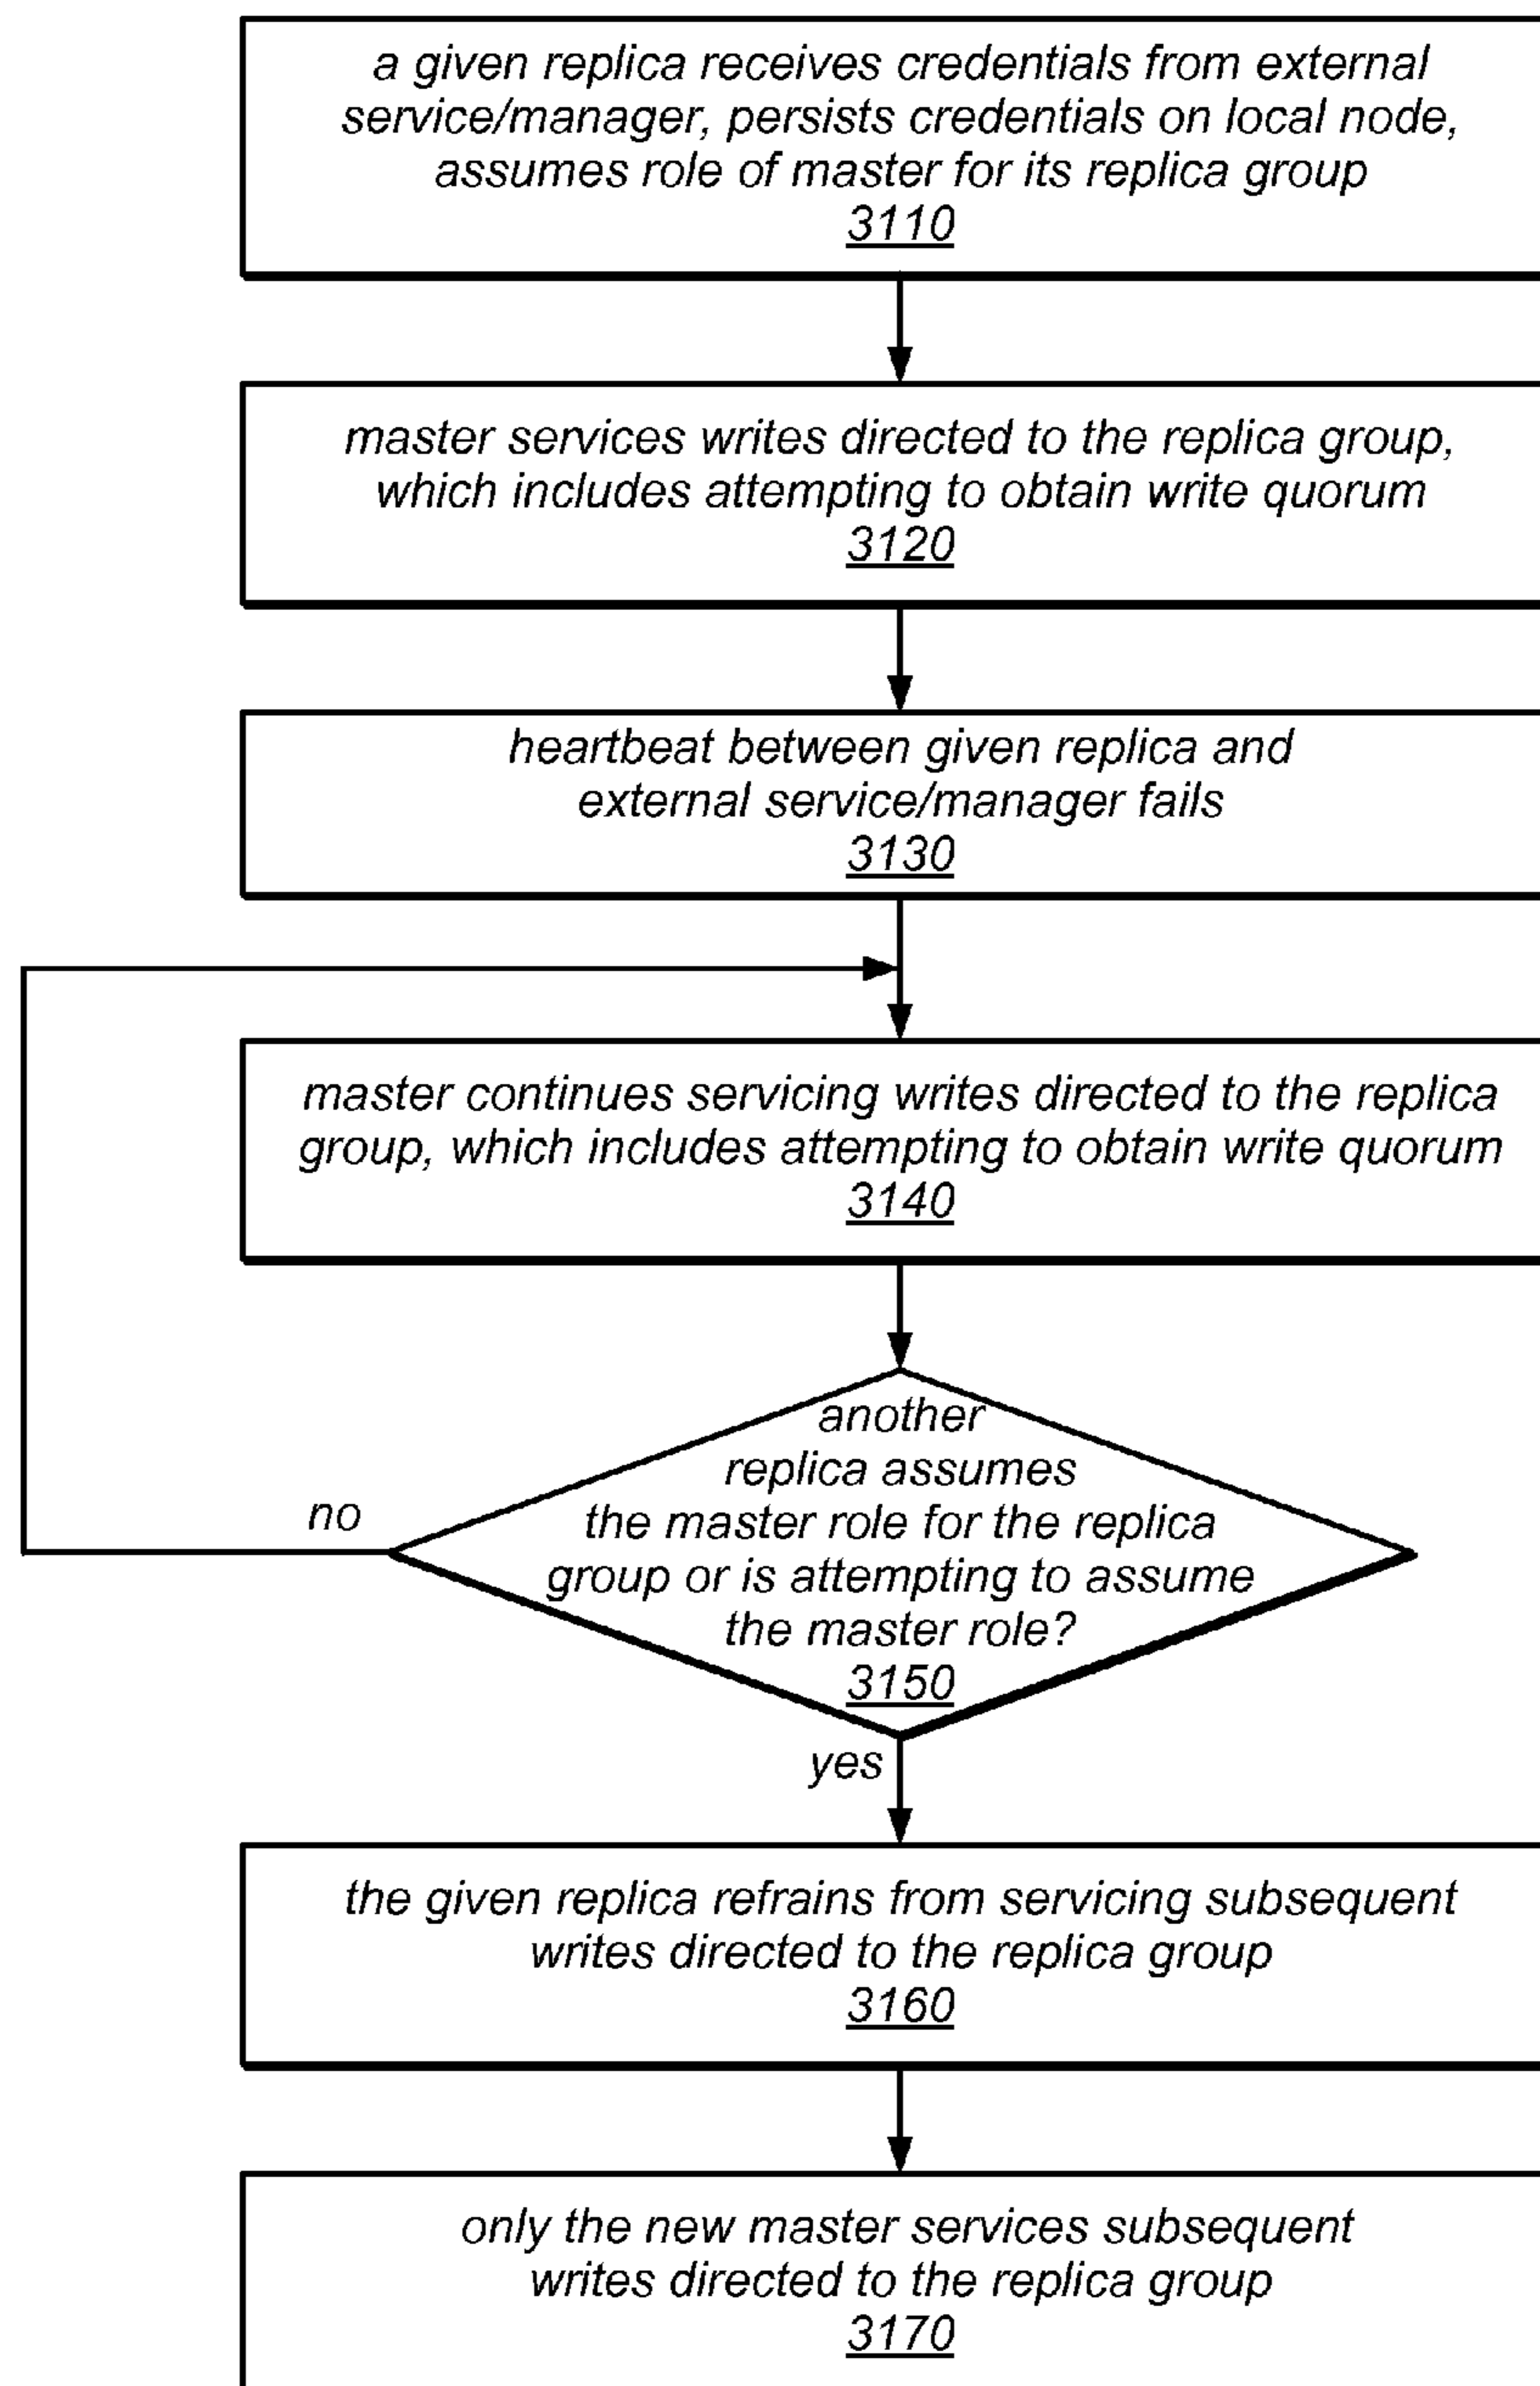 a given replica receives credentials from external
service/manager, persists credentials on local node,
assumes role of master for its replica group
3110
master services writes directed to the replica group,
which includes attempting to obtain write quorum
3120
heartbeat between given replica and
external service/manager fails
3130
master continues servicing writes directed to the replica
group, which includes attempting to obtain write quorum
3140
another
replica assumes
the master role for the replica
group or is attempting to assume
the master role?
3150
no
yes
the given replica refrains from servicing subsequent
writes directed to the replica group
3160
only the new master services subsequent
writes directed to the replica group
3170